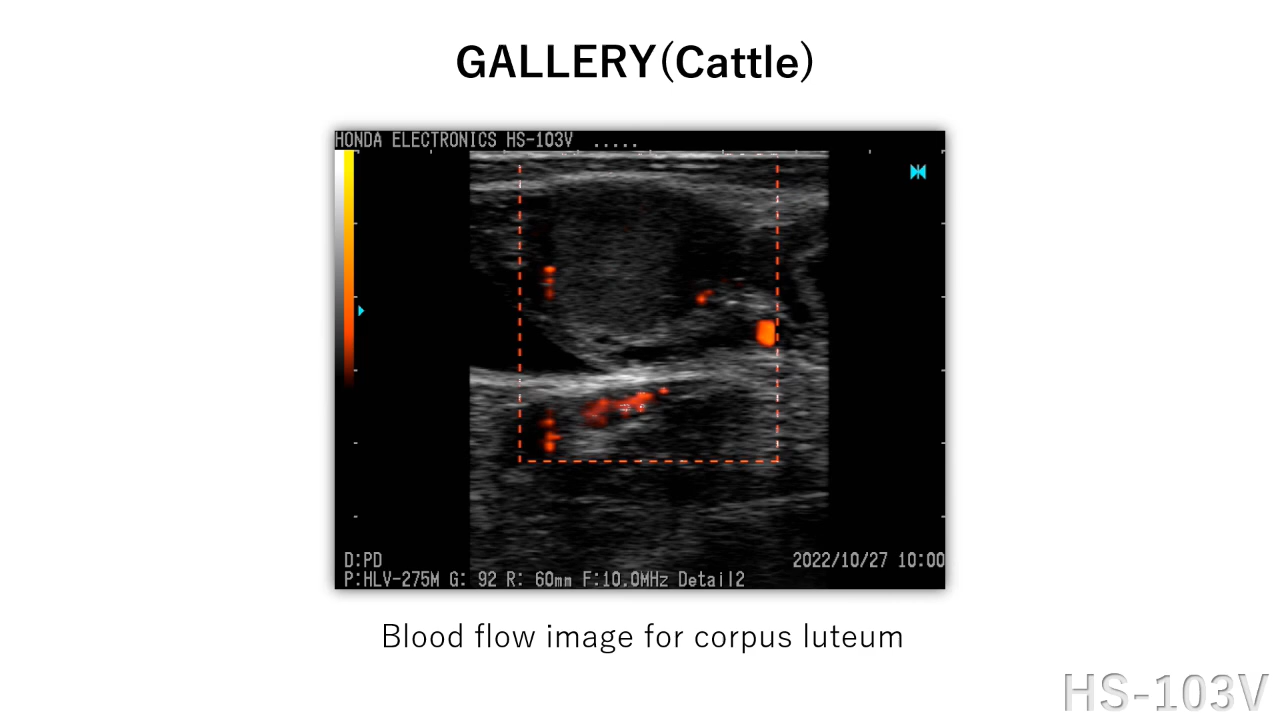 GALLERY(Cattle)
HONDA ELECTRONICS HS-103V .....
D:PD
2022/10/27 10:00
P:HLV-275M G: 92 R: 60mm F:10.0MHz Detail2
Blood flow image for corpus luteum
HS-103V